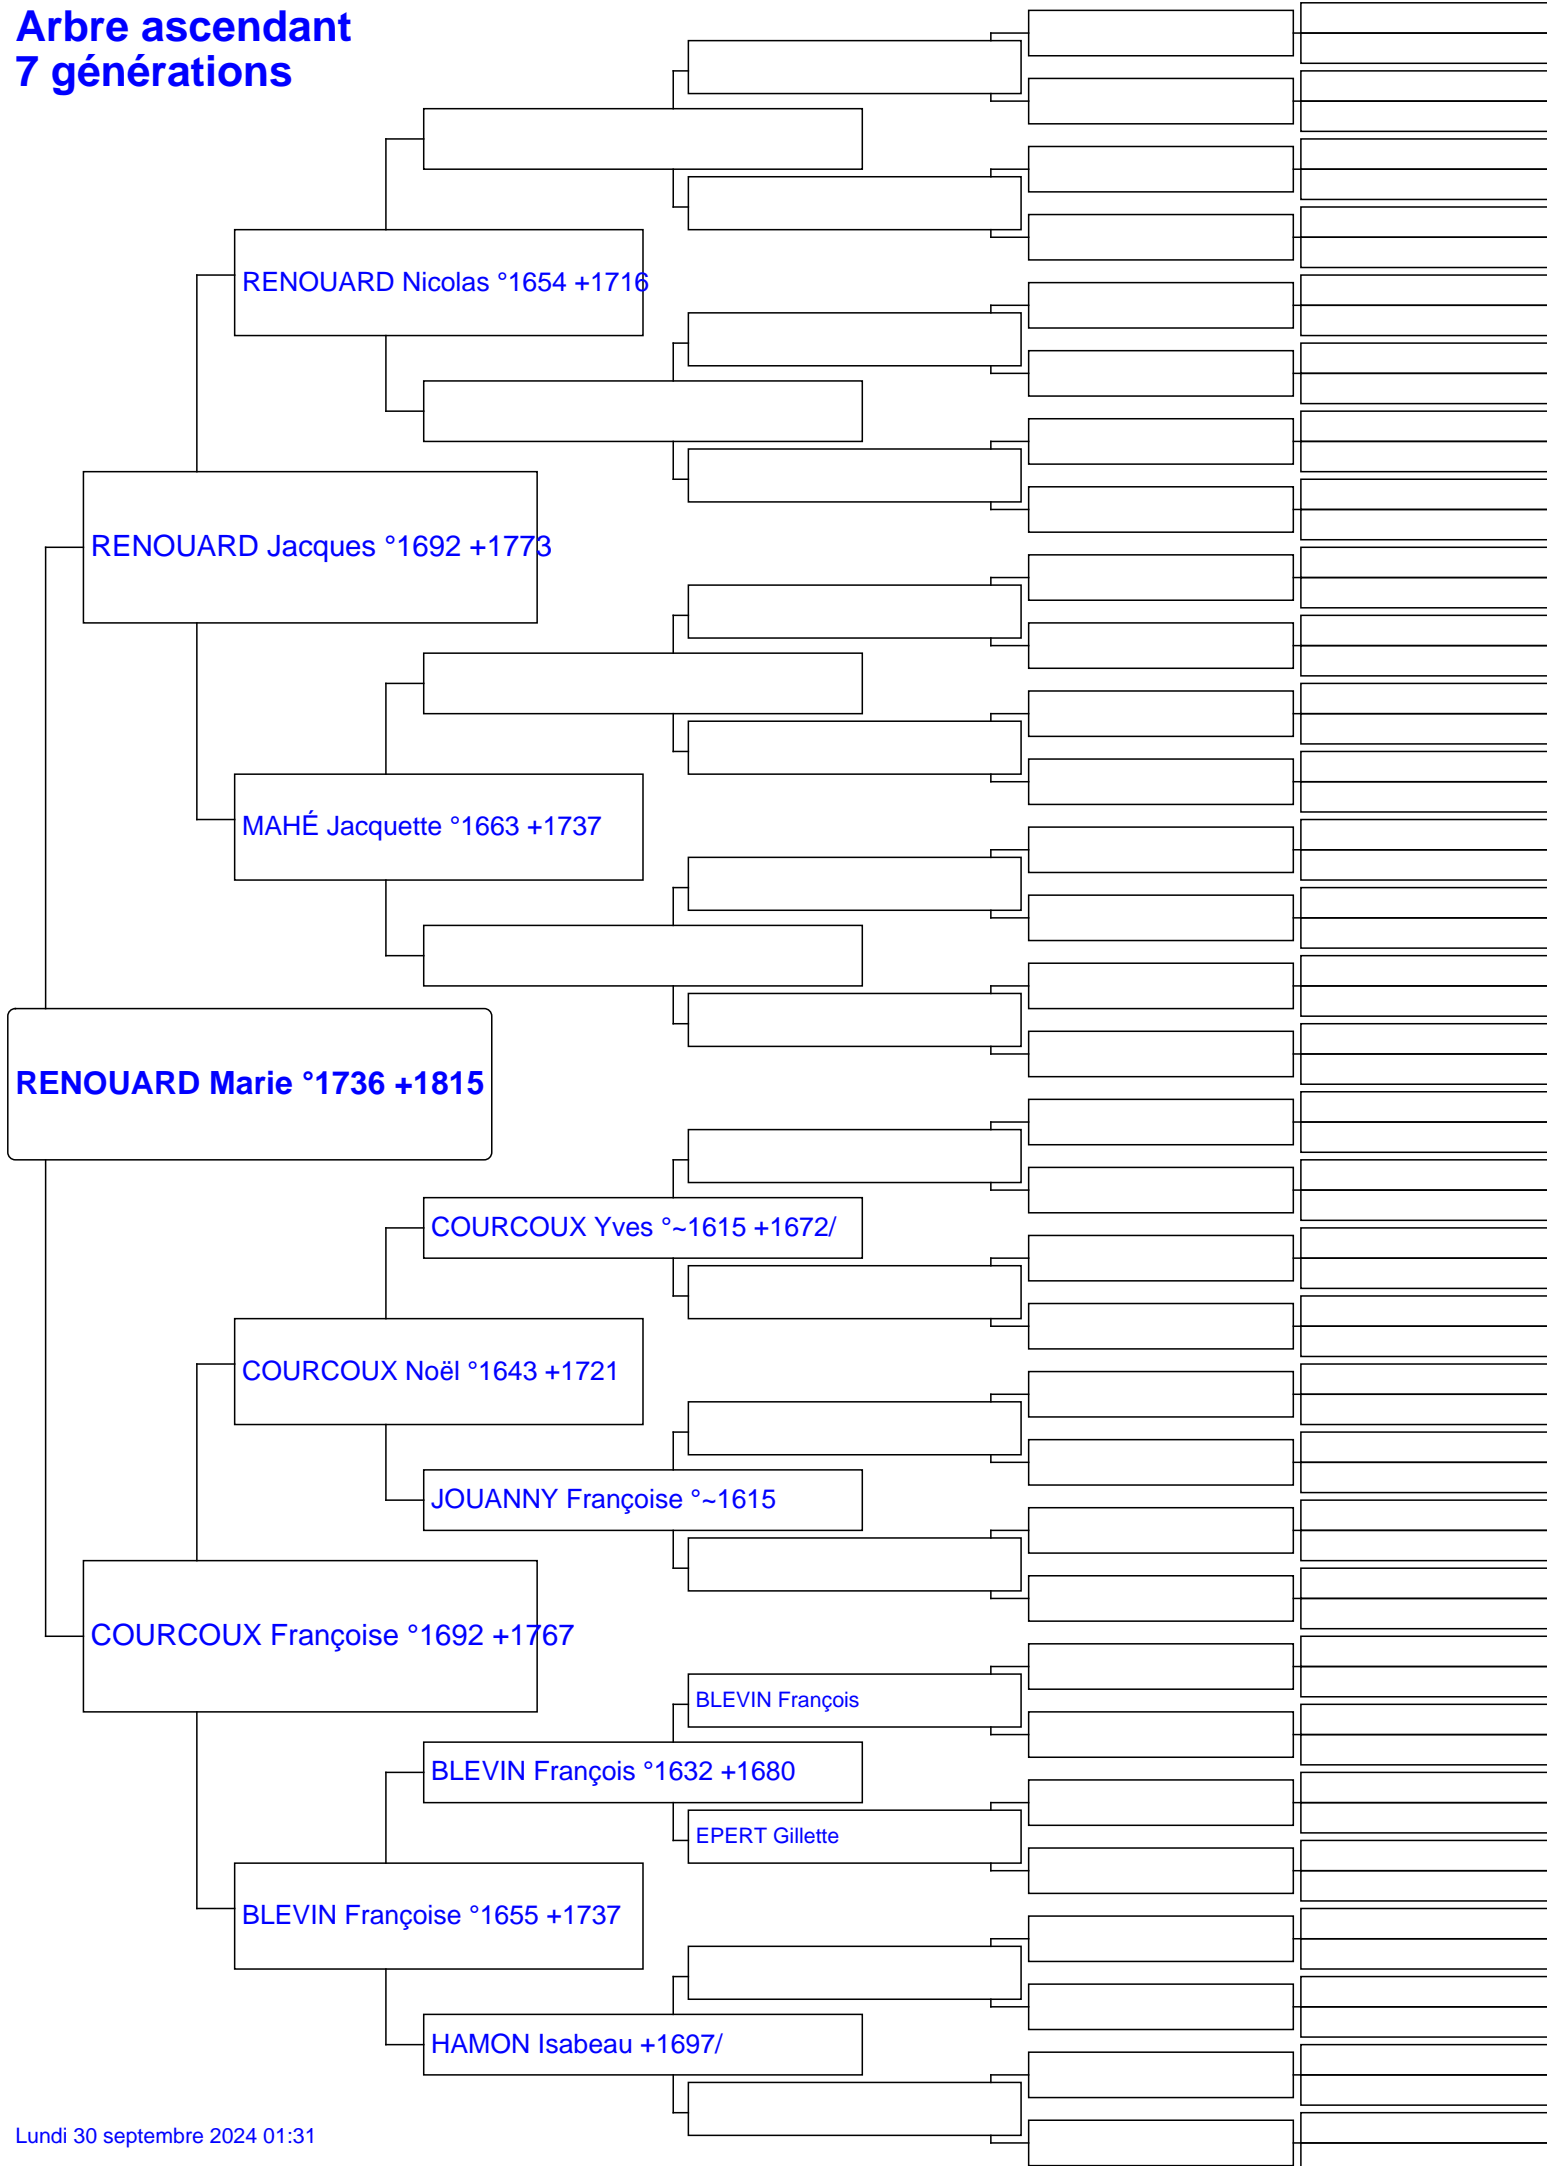 Arbre ascendant
7 générations
RENOUARD Nicolas °1654 +1716
RENOUARD Jacques °1692 +1773
MAHÉ Jacquette °1663 +1737
RENOUARD Marie °1736 +1815
COURCOUX Yves °~1615 +1672/
COURCOUX Noël °1643 +1721
JOUANNY Françoise °~1615
COURCOUX Françoise °1692 +1767
BLEVIN François
BLEVIN François °1632 +1680
EPERT Gillette
BLEVIN Françoise °1655 +1737
HAMON Isabeau +1697/
Lundi 30 septembre 2024 01:31